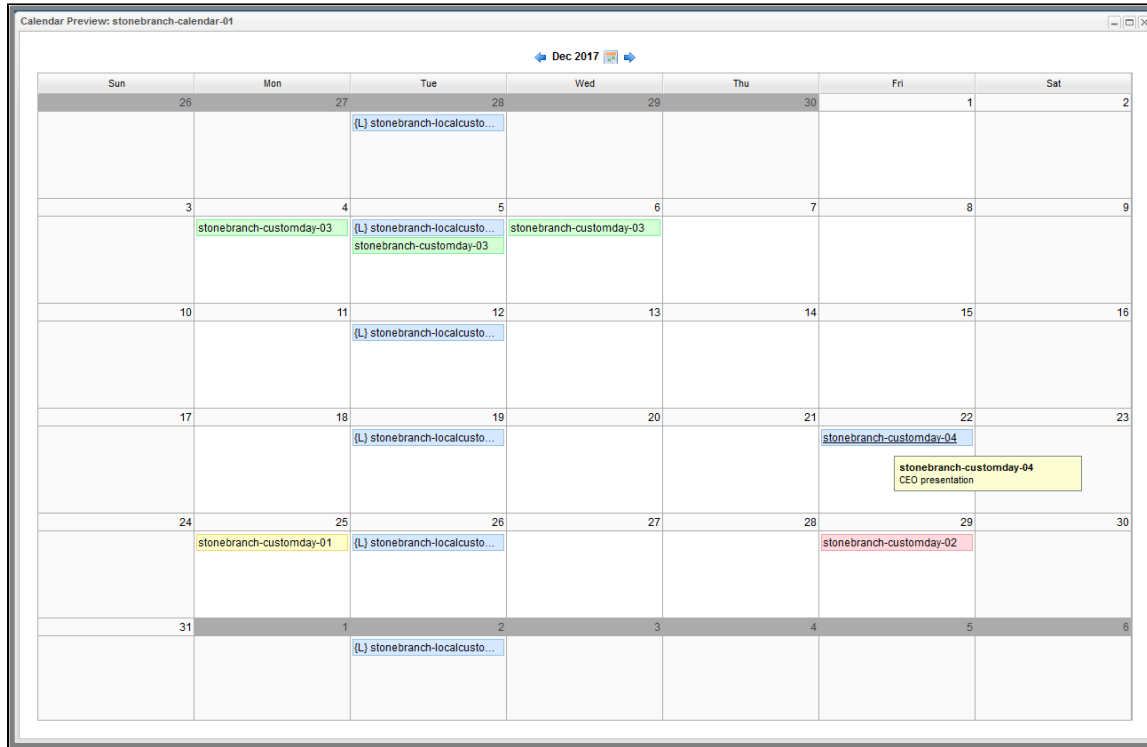 Calendar Preview: stonebranch-calendar-01
Dec 2017
Sun Mon Tue Wed Thu Fri Sat
26 27 28 29 30 1 2
{L} stonebranch-localcusto...
3 4 5 6 7 8 9
stonebranch-customday-03 {L} stonebranch-localcusto... stonebranch-customday-03
stonebranch-customday-03
10 11 12 13 14 15 16
{L} stonebranch-localcusto...
17 18 19 20 21 22 23
{L} stonebranch-localcusto... stonebranch-customday-04
stonebranch-customday-04
CEO presentation
24 25 26 27 28 29 30
stonebranch-customday-01 {L} stonebranch-localcusto... stonebranch-customday-02
31 1 2 3 4 5 6
{L} stonebranch-localcusto...